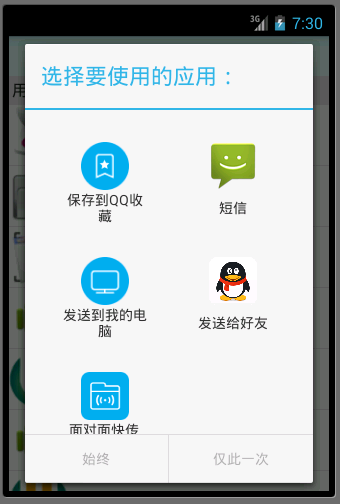 3G
7:30
用
选择要使用的应用：
保存到QQ收
藏
短信
发送到我的电
脑
发送给好友
面对面快传
始终
仅此一次